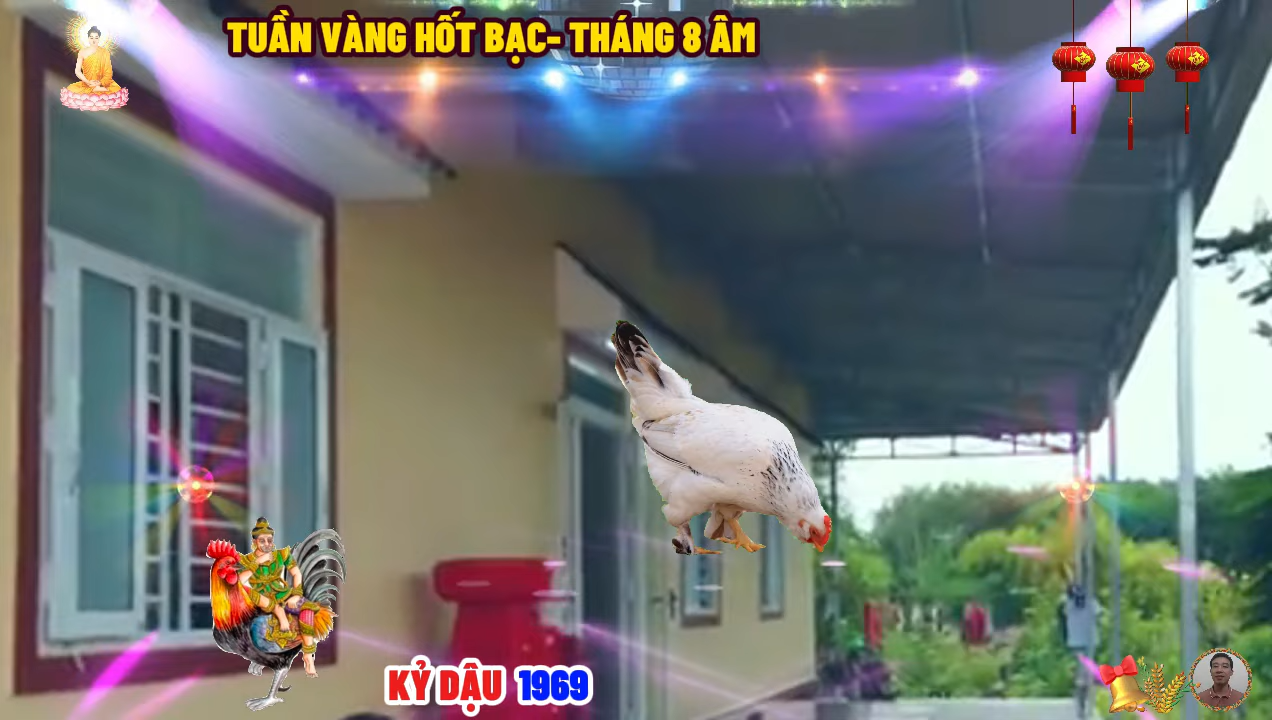 TUẦN VÀNG HỐT BẠC- THÁNG 8 ÂM
KỶ DẬU 1969